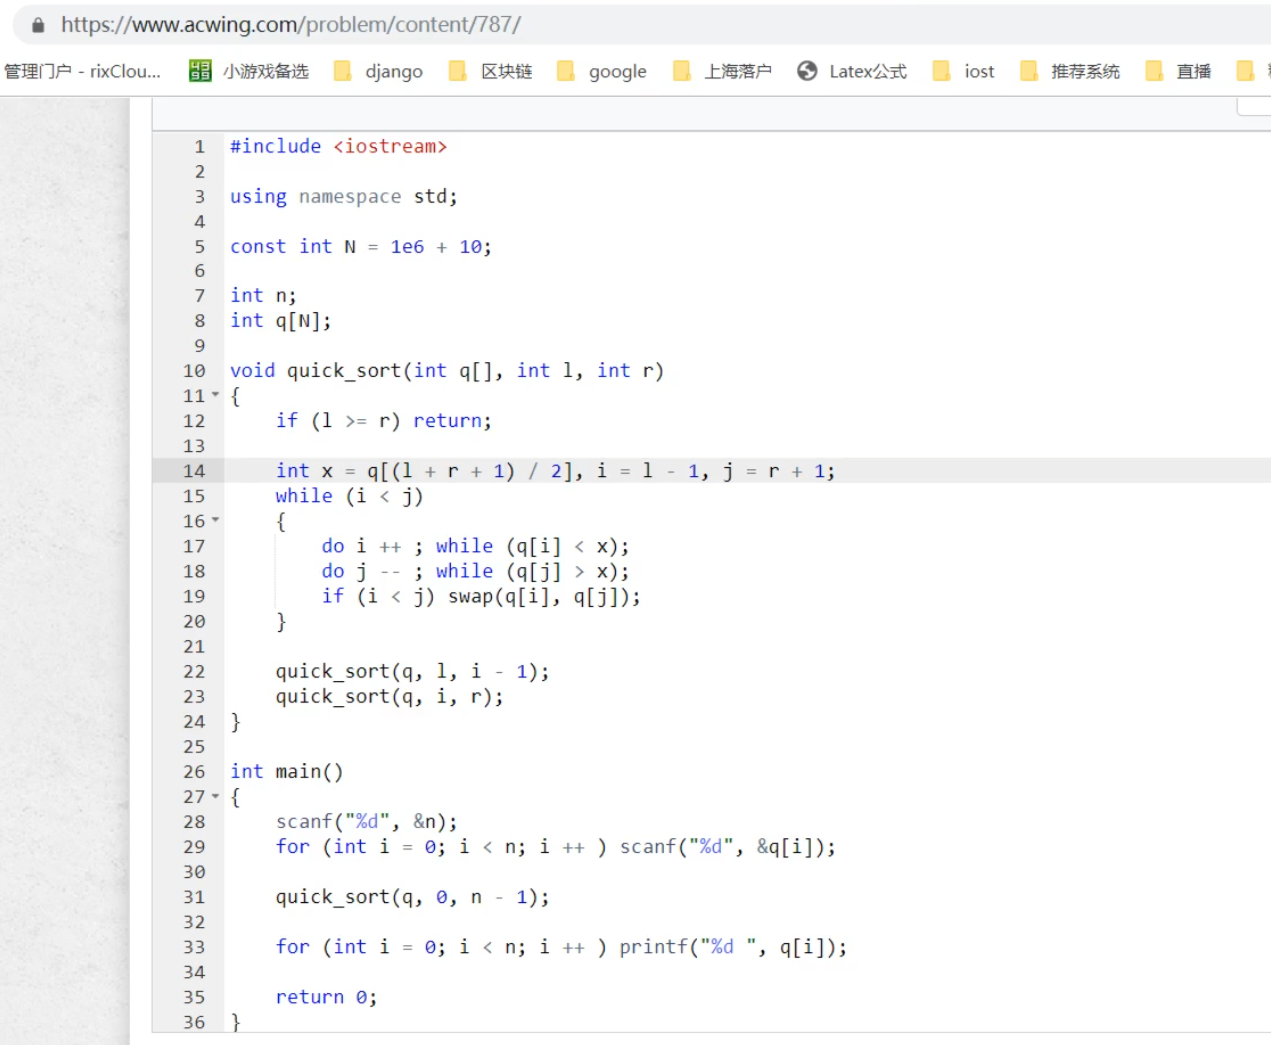 https://www.acwing.com/problem/content/787/
管理门户 - rixClou... 小游戏备选 django 区块链 google 上海落户 Latex公式 iost 推荐系统 直播
1 #include <iostream>
2
3 using namespace std;
4
5 const int N = 1e6 + 10;
6
7 int n;
8 int q[N];
9
10 void quick_sort(int q[], int l, int r)
11 {
12     if (l >= r) return;
13
14     int x = q[(l + r + 1) / 2], i = l - 1, j = r + 1;
15     while (i < j)
16     {
17         do i ++ ; while (q[i] < x);
18         do j -- ; while (q[j] > x);
19         if (i < j) swap(q[i], q[j]);
20     }
21
22     quick_sort(q, l, i - 1);
23     quick_sort(q, i, r);
24 }
25
26 int main()
27 {
28     scanf("%d", &n);
29     for (int i = 0; i < n; i ++ ) scanf("%d", &q[i]);
30
31     quick_sort(q, 0, n - 1);
32
33     for (int i = 0; i < n; i ++ ) printf("%d ", q[i]);
34
35     return 0;
36 }